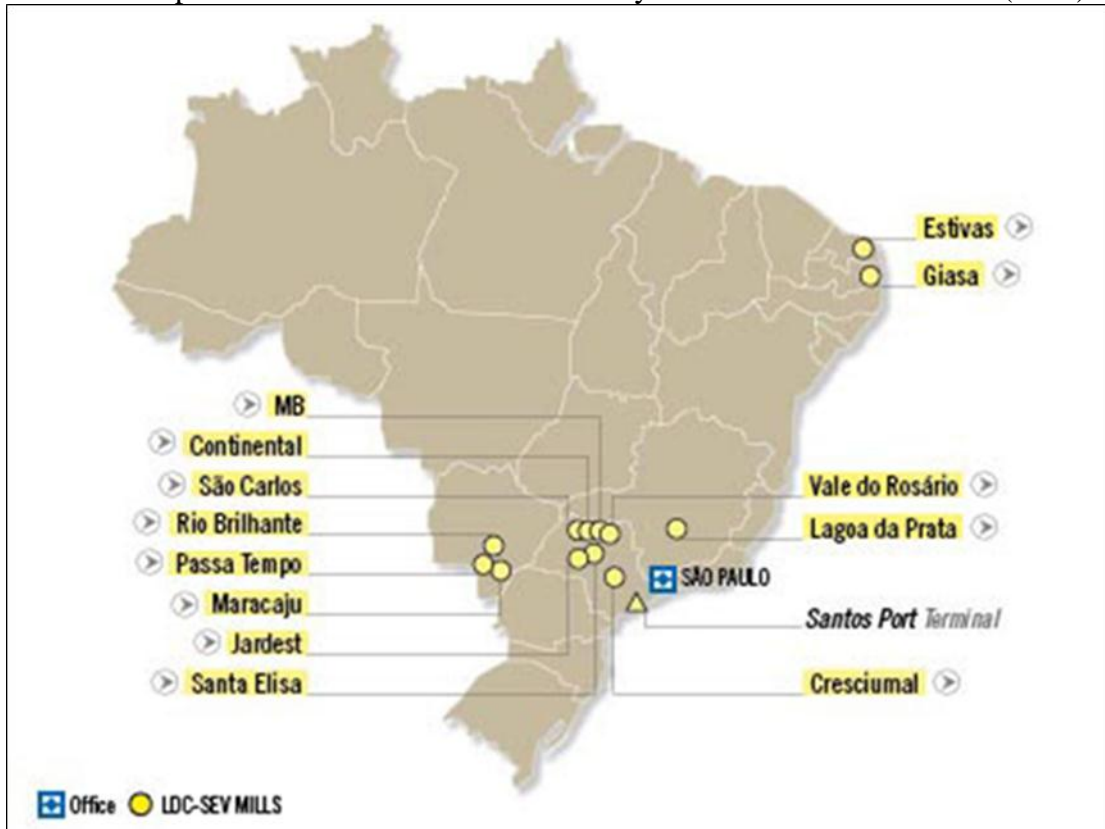 Estivas
Giasa
MB
Continental
São Carlos
Vale do Rosário
Rio Brilhante
Lagoa da Prata
Passa Tempo
SÃO PAULO
Maracaju
Santos Port Terminal
Jardest
Santa Elisa
Cresciumal
Office
LDC-SEV MILLS